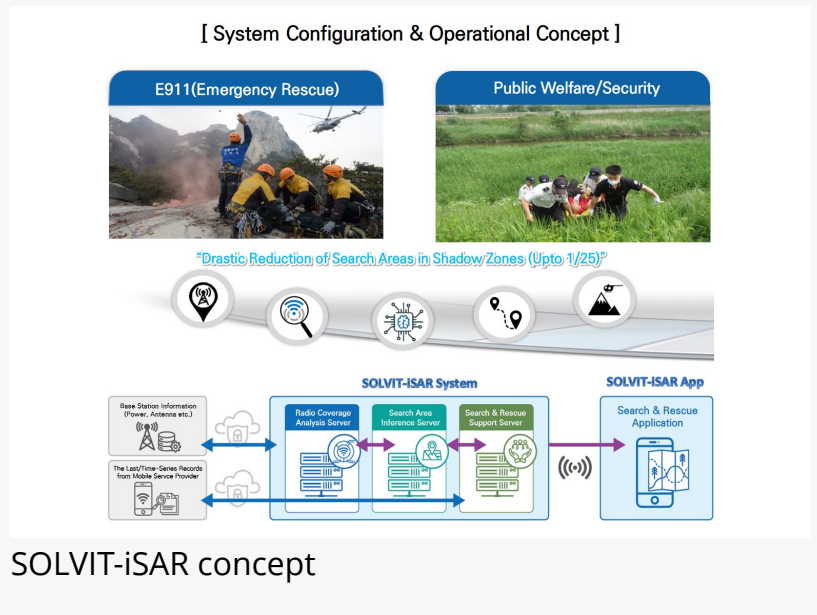 [ System Configuration & Operational Concept ]
E911(Emergency Rescue)
Public Welfare/Security
"Drastic Reduction of Search Areas in Shadow Zones (Upto 1/25)"
SOLVIT-iSAR System
SOLVIT-iSAR App
Base Station Information
(Power, Antenna etc.)
The Last/Time-Series Records
from Mobile Servce Provider
Radio Coverage
Analysis Server
Search Area
Inference Server
Search & Rescue
Support Server
Search & Rescue
Application
SOLVIT-iSAR concept